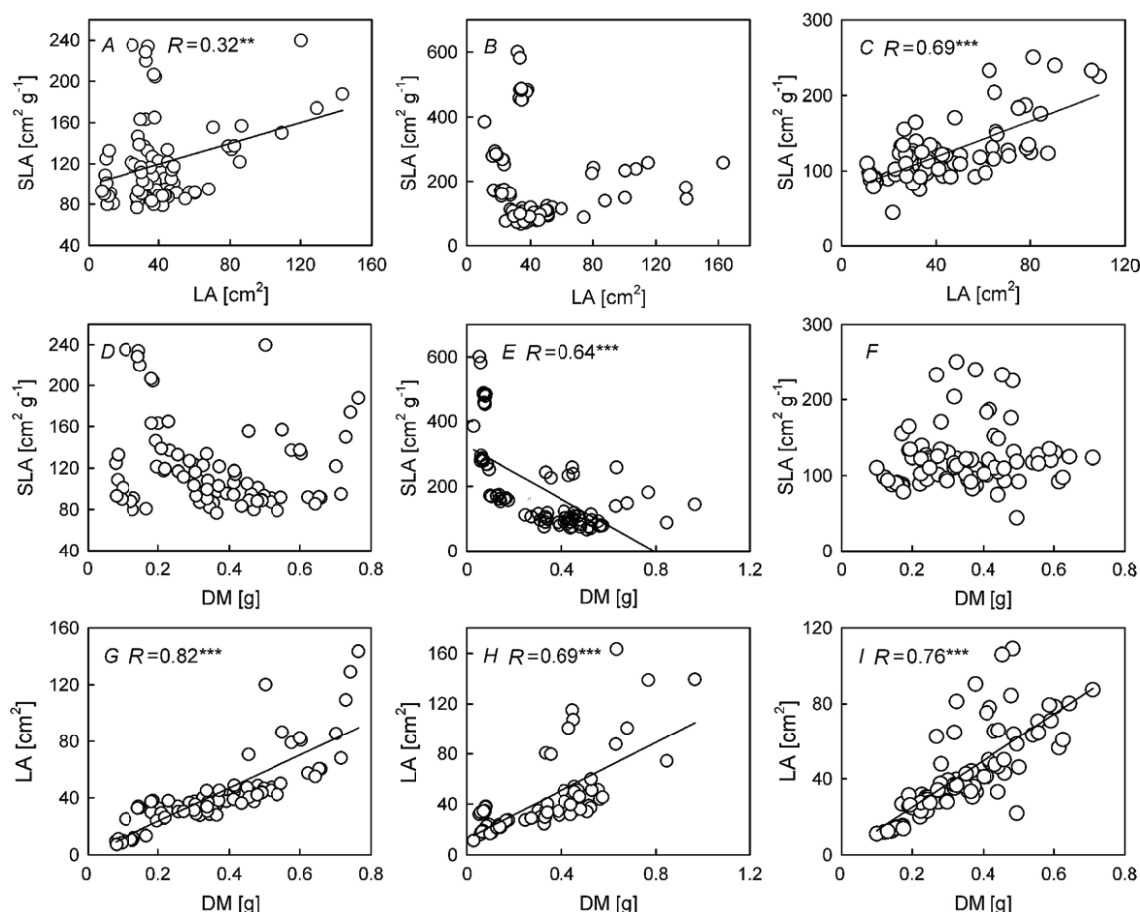 A R=0.32**
240
200
160
120
80
40
SLA [cm² g⁻¹]
0 40 80 120 160
LA [cm²]
B
600
400
200
0
SLA [cm² g⁻¹]
0 40 80 120 160
LA [cm²]
C R=0.69***
300
200
100
0
SLA [cm² g⁻¹]
0 40 80 120
LA [cm²]
D
240
200
160
120
80
40
SLA [cm² g⁻¹]
0 0.2 0.4 0.6 0.8
DM [g]
E R=0.64***
600
400
200
0
SLA [cm² g⁻¹]
0 0.4 0.8 1.2
DM [g]
F
300
200
100
0
SLA [cm² g⁻¹]
0 0.2 0.4 0.6 0.8
DM [g]
G R=0.82***
160
120
80
40
0
LA [cm²]
0 0.2 0.4 0.6 0.8
DM [g]
H R=0.69***
160
120
80
40
0
LA [cm²]
0 0.4 0.8 1.2
DM [g]
I R=0.76***
120
80
40
0
LA [cm²]
0 0.2 0.4 0.6 0.8
DM [g]